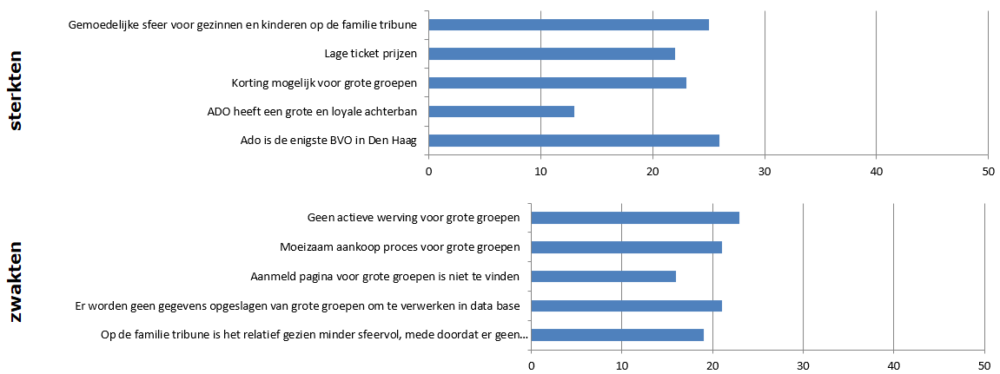 sterkten
Gemoedelijke sfeer voor gezinnen en kinderen op de familie tribune
Lage ticket prijzen
Korting mogelijk voor grote groepen
ADO heeft een grote en loyale achterban
Ado is de enigste BVO in Den Haag
0 10 20 30 40 50
zwakten
Geen actieve werving voor grote groepen
Moeizaam aankoop proces voor grote groepen
Aanmeld pagina voor grote groepen is niet te vinden
Er worden geen gegevens opgeslagen van grote groepen om te verwerken in data base
Op de familie tribune is het relatief gezien minder sfeervol, mede doordat er geen...
0 10 20 30 40 50